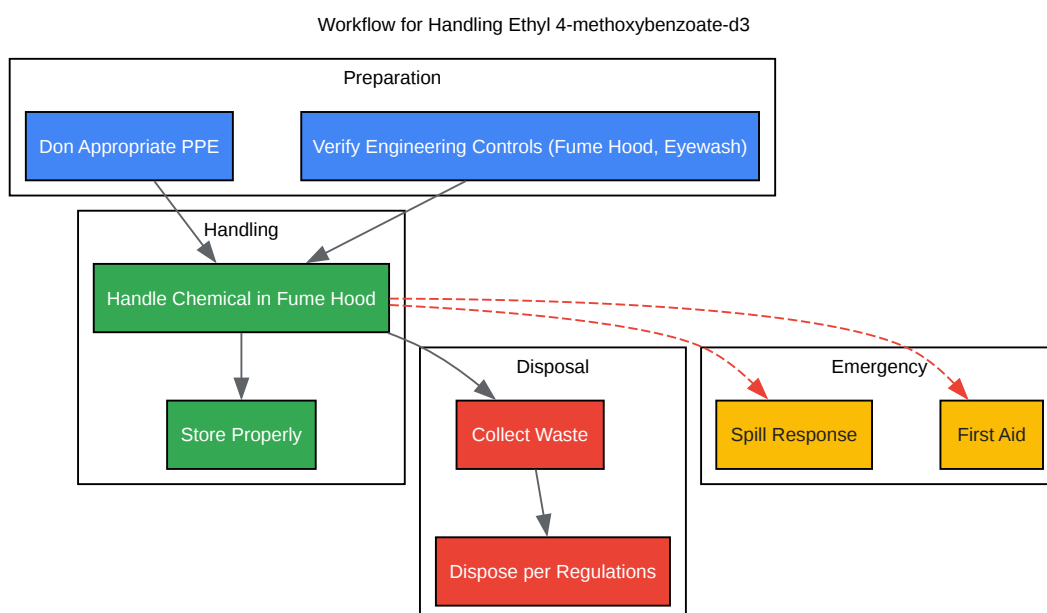 Workflow for Handling Ethyl 4-methoxybenzoate-d3
Preparation
Don Appropriate PPE
Verify Engineering Controls (Fume Hood, Eyewash)
Handling
Handle Chemical in Fume Hood
Store Properly
Disposal
Collect Waste
Dispose per Regulations
Emergency
Spill Response
First Aid